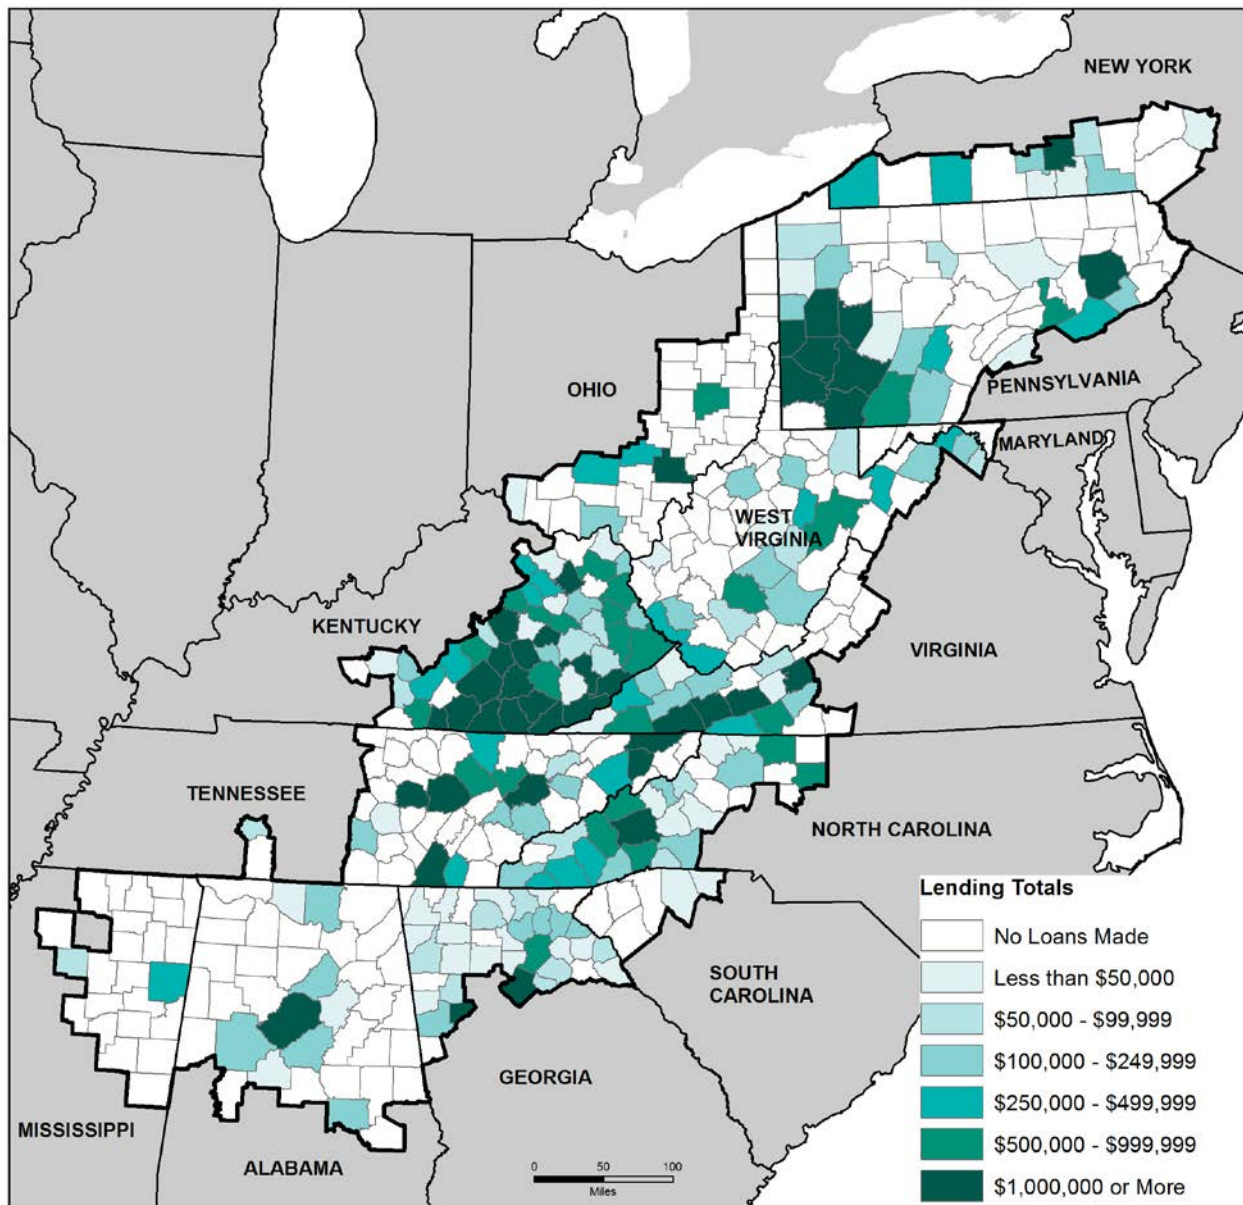 NEW YORK
OHIO
PENNSYLVANIA
MARYLAND
WEST
VIRGINIA
KENTUCKY
VIRGINIA
TENNESSEE
NORTH CAROLINA
Lending Totals
No Loans Made
Less than $50,000
$50,000 - $99,999
$100,000 - $249,999
$250,000 - $499,999
$500,000 - $999,999
$1,000,000 or More
SOUTH
CAROLINA
GEORGIA
MISSISSIPPI
ALABAMA
0 50 100
Miles